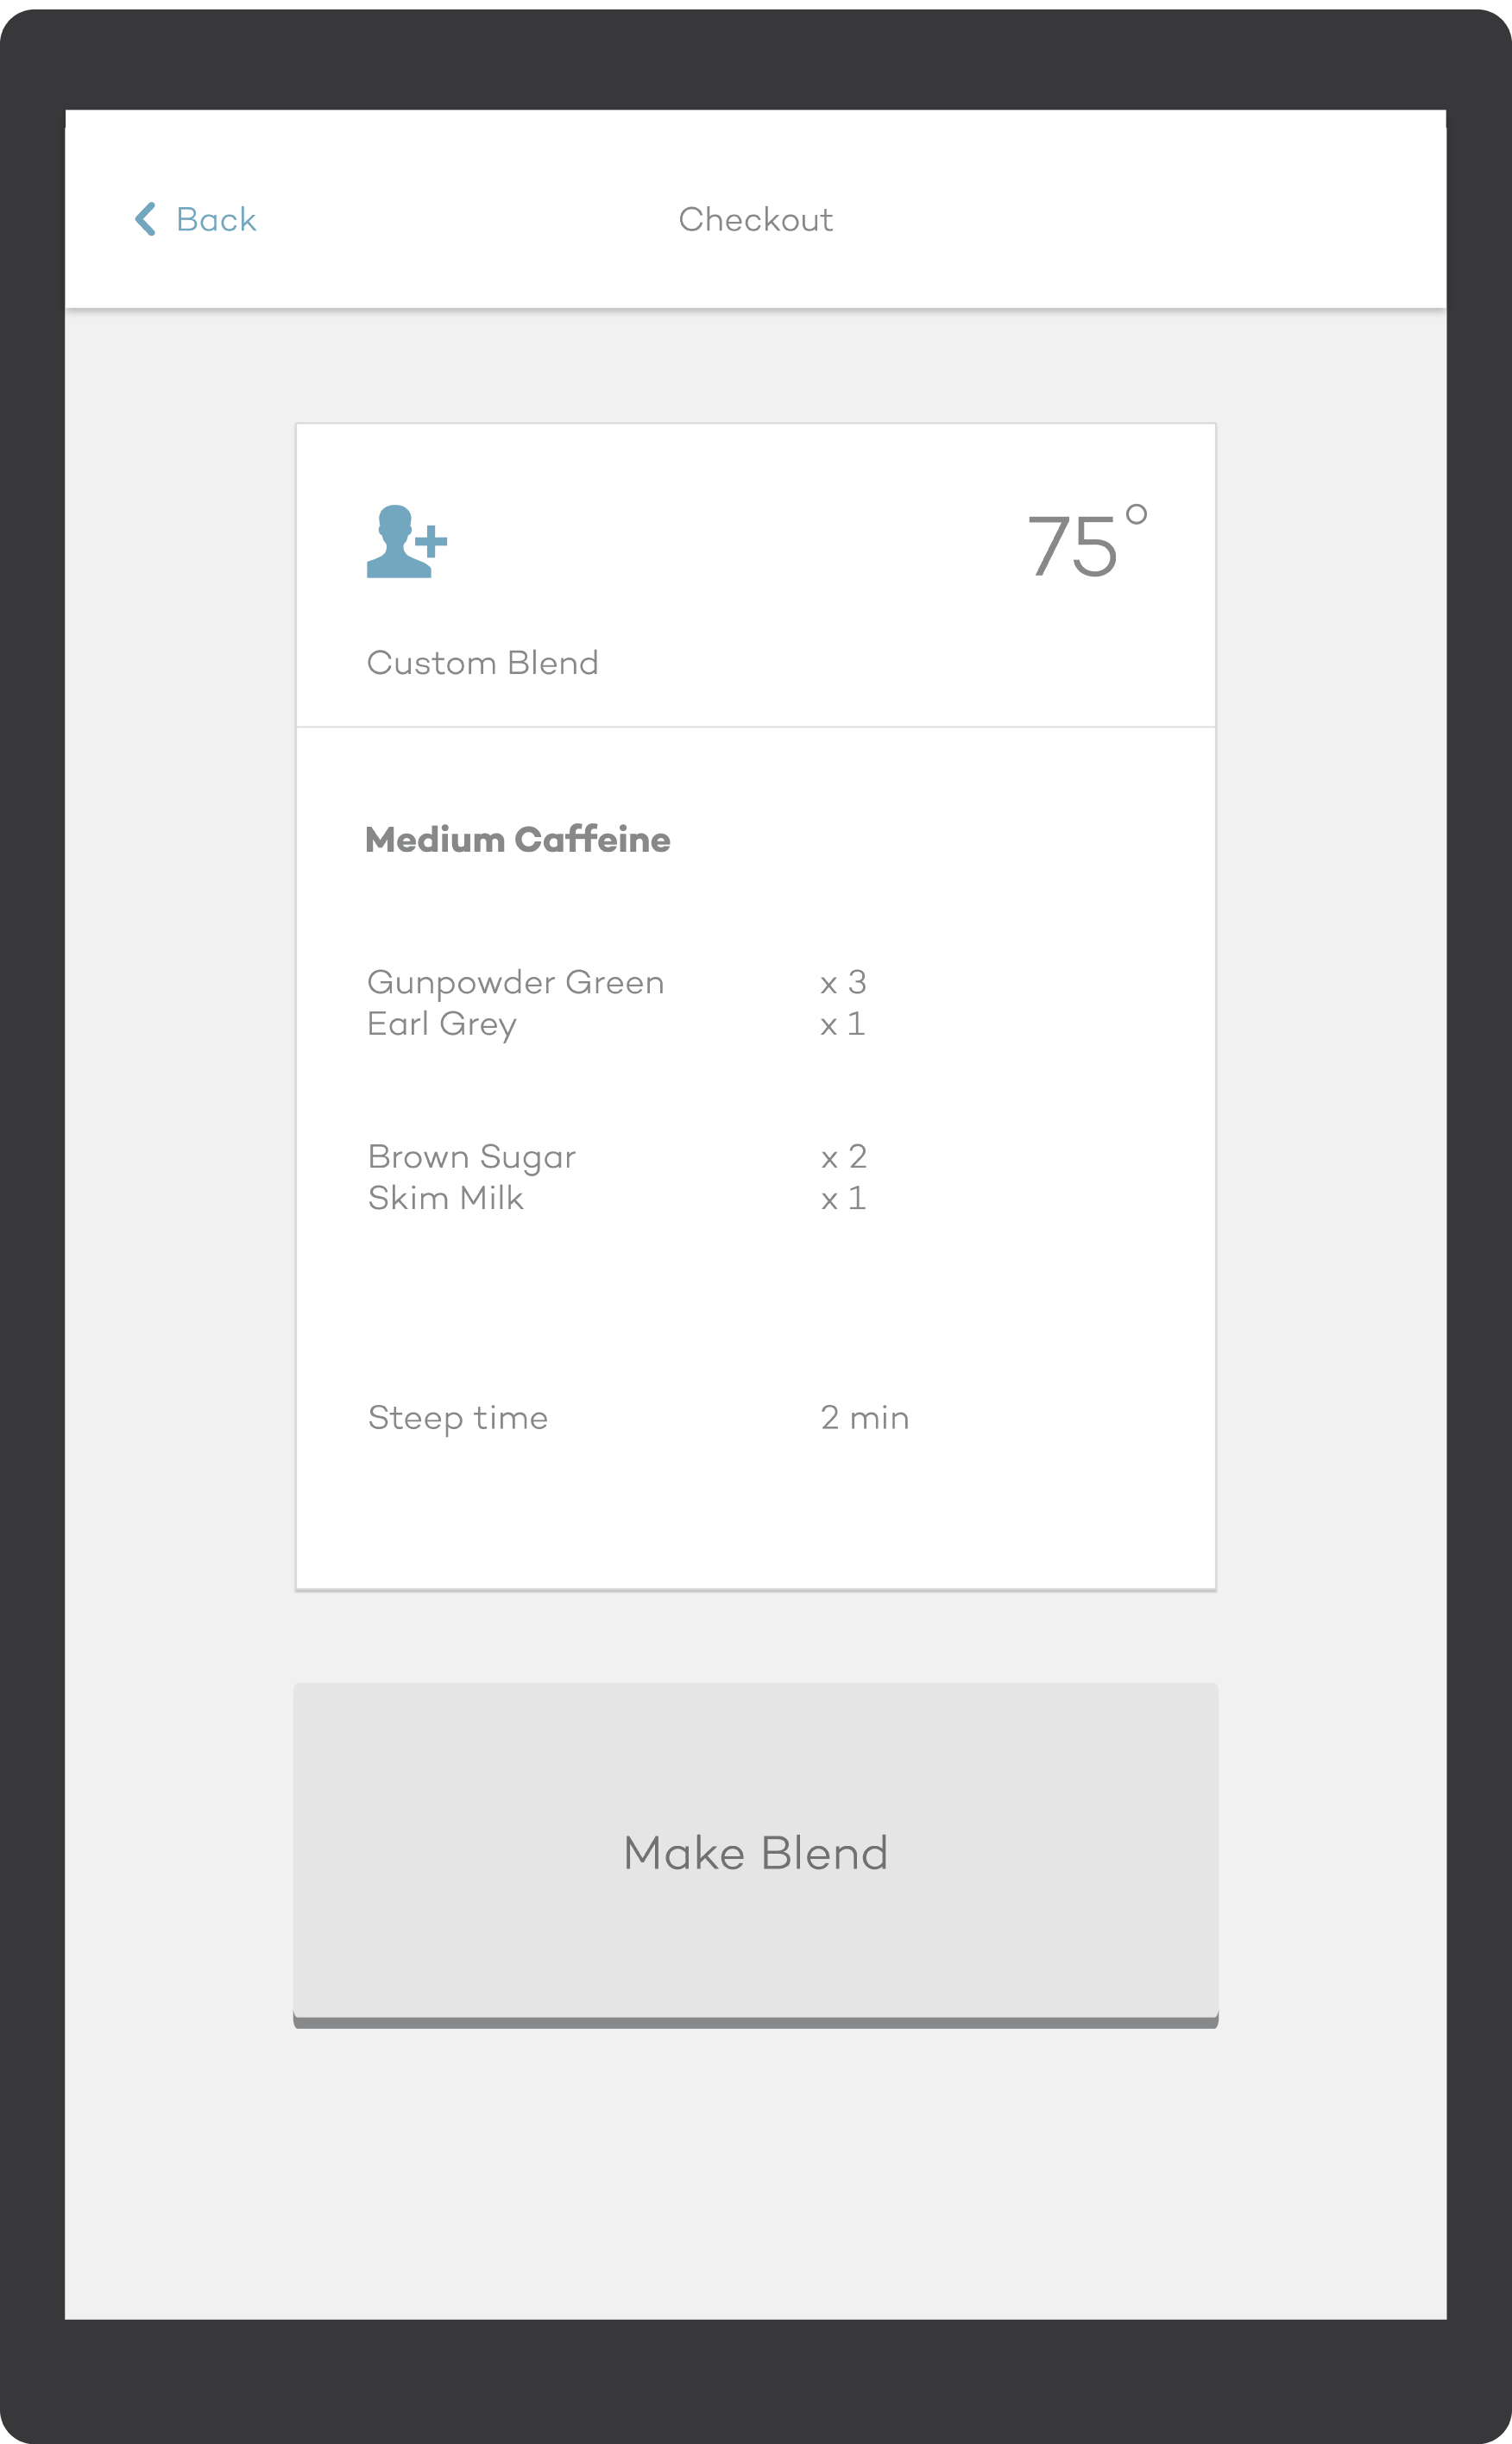 Back
Checkout
75°
Custom Blend
Medium Caffeine
Gunpowder Green x 3
Earl Grey x 1
Brown Sugar x 2
Skim Milk x 1
Steep time 2 min
Make Blend